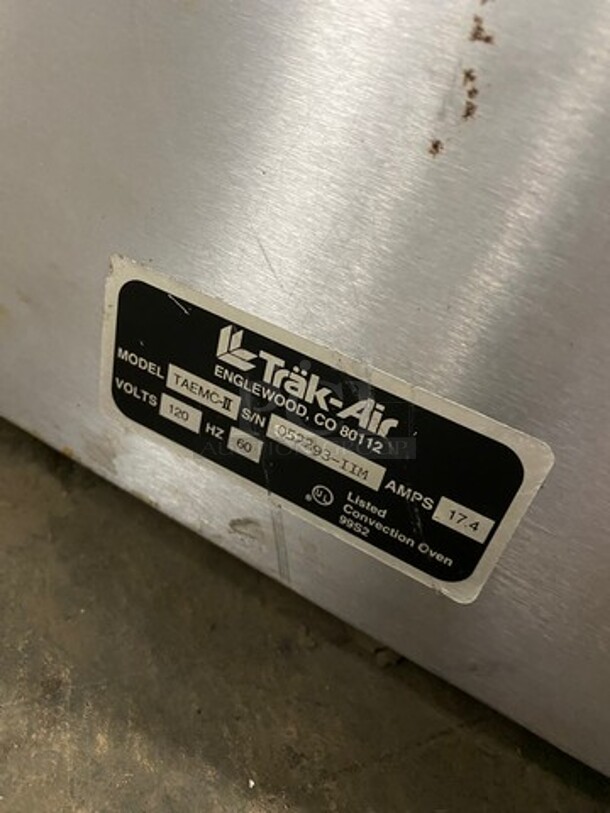 Träk-Air
ENGLEWOOD, CO 80112
MODEL TAEMC-II S/N 052293-IIM AMPS 17.4
VOLTS 120 HZ 60
UL Listed
Convection Oven
99S2